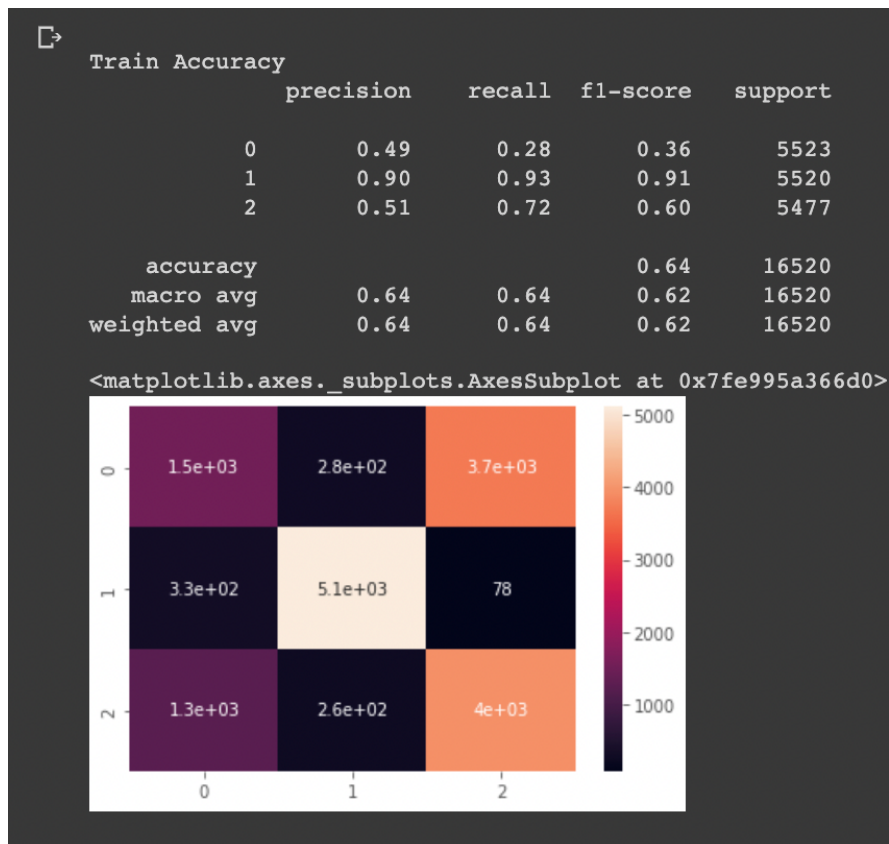 Train Accuracy
precision recall f1-score support
0 0.49 0.28 0.36 5523
1 0.90 0.93 0.91 5520
2 0.51 0.72 0.60 5477
accuracy 0.64 16520
macro avg 0.64 0.64 0.62 16520
weighted avg 0.64 0.64 0.62 16520
<matplotlib.axes._subplots.AxesSubplot at 0x7fe995a366d0>
5000
0 1.5e+03 2.8e+02 3.7e+03
4000
3000
1 3.3e+02 5.1e+03 78
2000
2 1.3e+03 2.6e+02 4e+03
1000
0 1 2